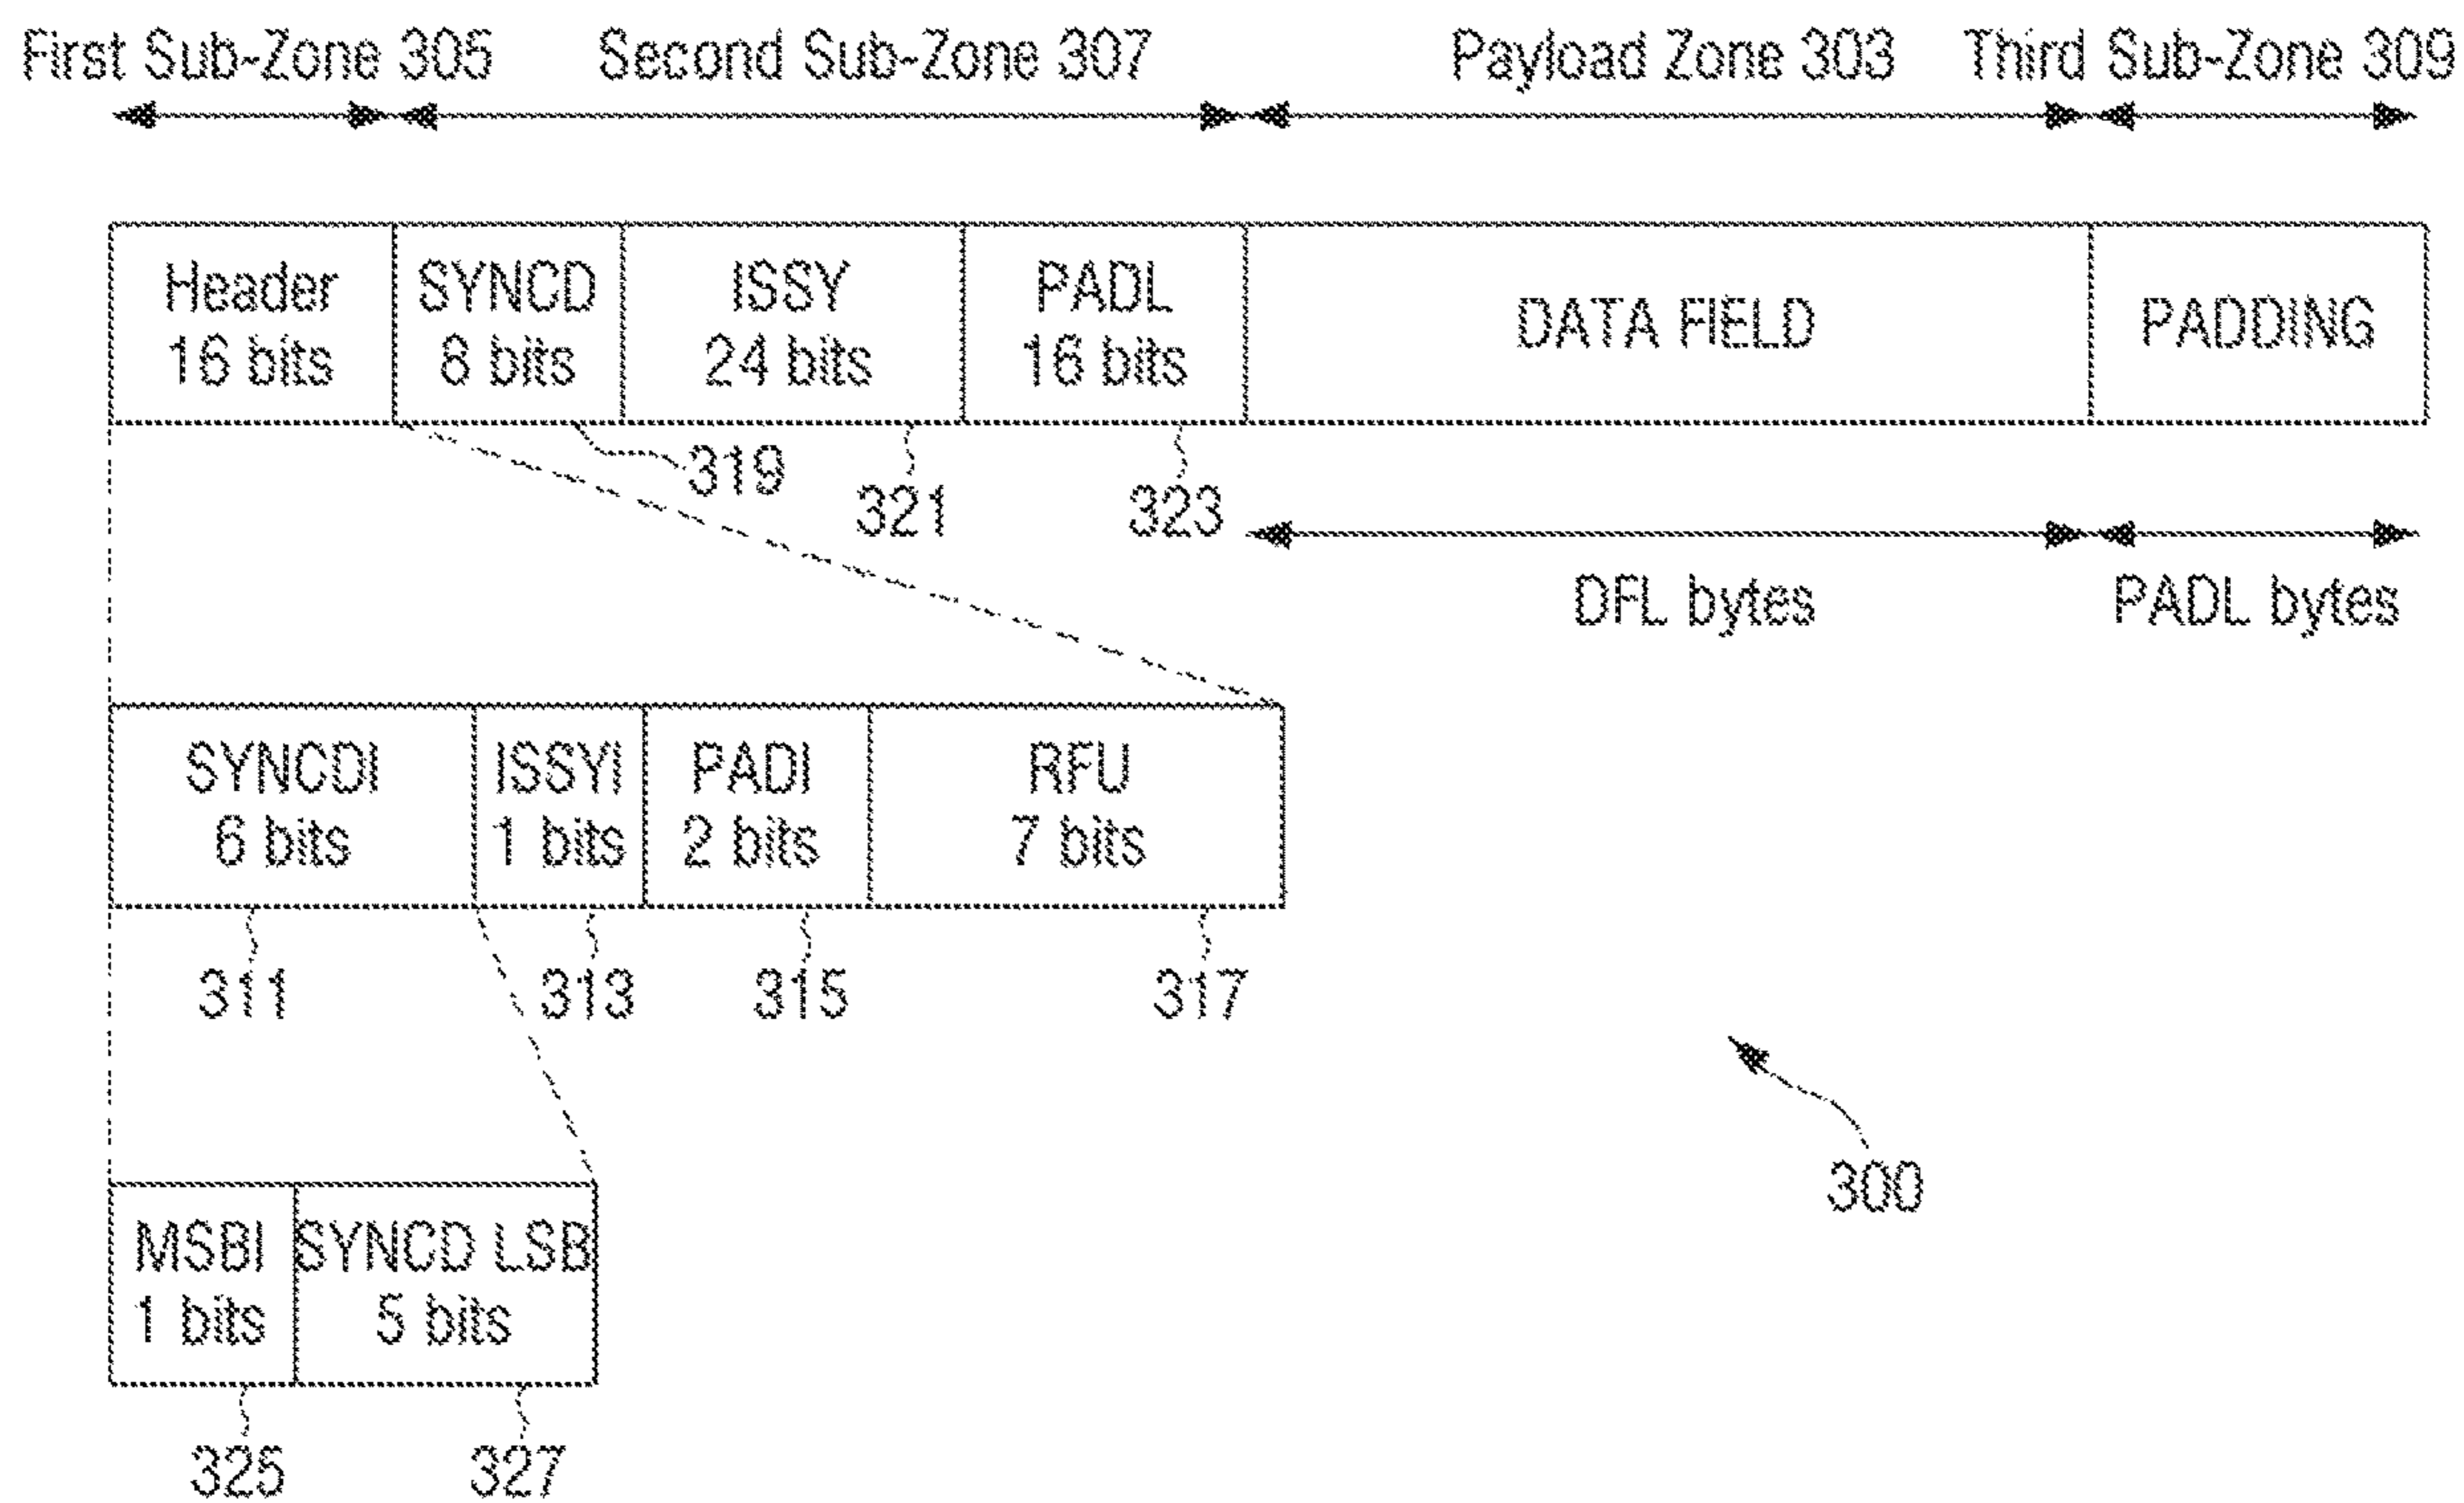 First Sub-Zone 305 Second Sub-Zone 307 Payload Zone 303 Third Sub-Zone 309
Header SYNCD ISSY PADL DATA FIELD PADDING
16 bits 8 bits 24 bits 16 bits
319
321 323
DFL bytes PADL bytes
SYNCDI ISSYI PADI RFU
6 bits 1 bits 2 bits 7 bits
311 313 315 317
300
MSBI SYNCD LSB
1 bits 5 bits
325 327